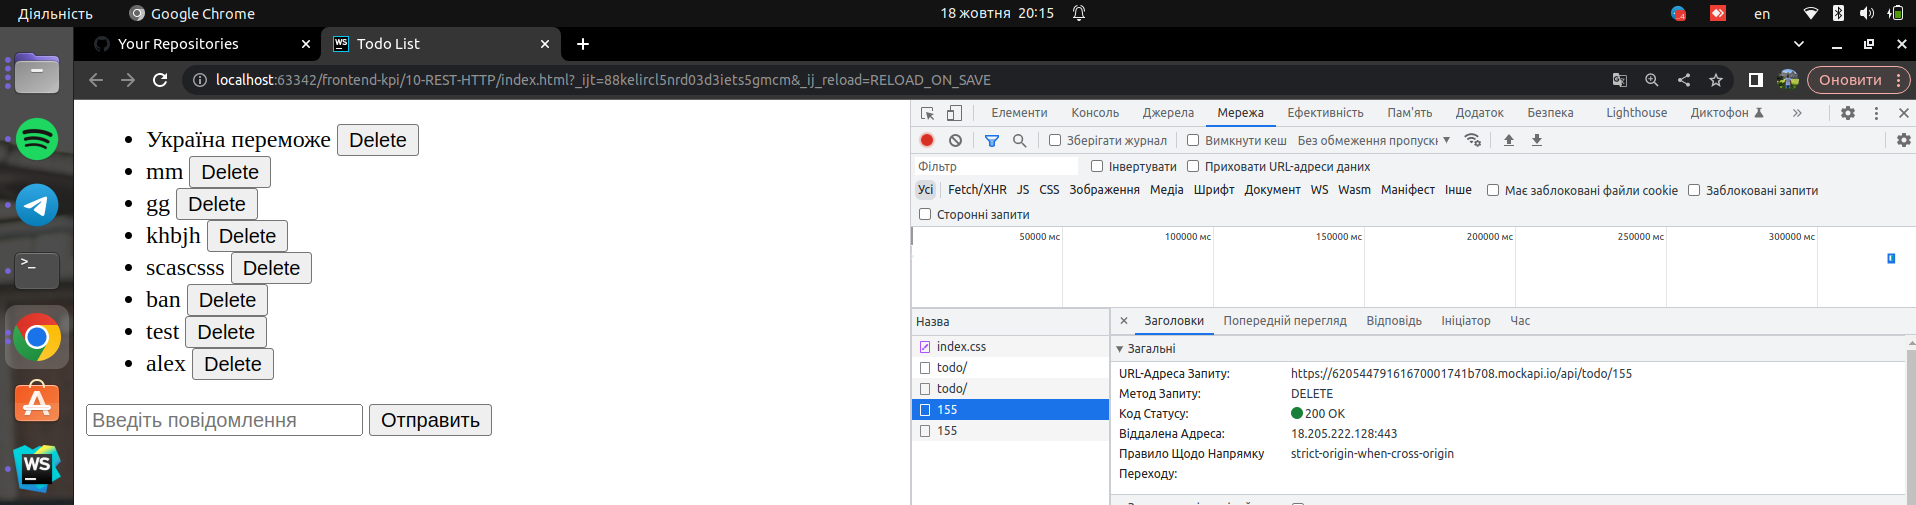 Діяльність
Google Chrome
18 жовтня 20:15
en
Your Repositories
Todo List
localhost:63342/frontend-kpi/10-REST-HTTP/index.html?_ijt=88kelircl5nrd03d3iets5gmcm&_ij_reload=RELOAD_ON_SAVE
Оновити
Україна переможе Delete
mm Delete
gg Delete
khbjh Delete
scascsss Delete
ban Delete
test Delete
alex Delete
Введіть повідомлення Отправить
Елементи Консоль Джерела Мережа Ефективність Пам'ять Додаток Безпека Lighthouse Диктофон
Зберігати журнал Вимкнути кеш Без обмеження пропускн
Фільтр Інвертувати Приховати URL-адреси даних
Усі Fetch/XHR JS CSS Зображення Медіа Шрифт Документ WS Wasm Маніфест Інше Має заблоковані файли cookie Заблоковані запити
Сторонні запити
50000 мс 100000 мс 150000 мс 200000 мс 250000 мс 300000 мс
Назва
index.css
todo/
todo/
155
155
Заголовки Попередній перегляд Відповідь Ініціатор Час
Загальні
URL-Адреса Запиту: https://62054479161670001741b708.mockapi.io/api/todo/155
Метод Запиту: DELETE
Код Статусу: 200 OK
Віддалена Адреса: 18.205.222.128:443
Правило Щодо Напрямку Переходу: strict-origin-when-cross-origin
WS
WS